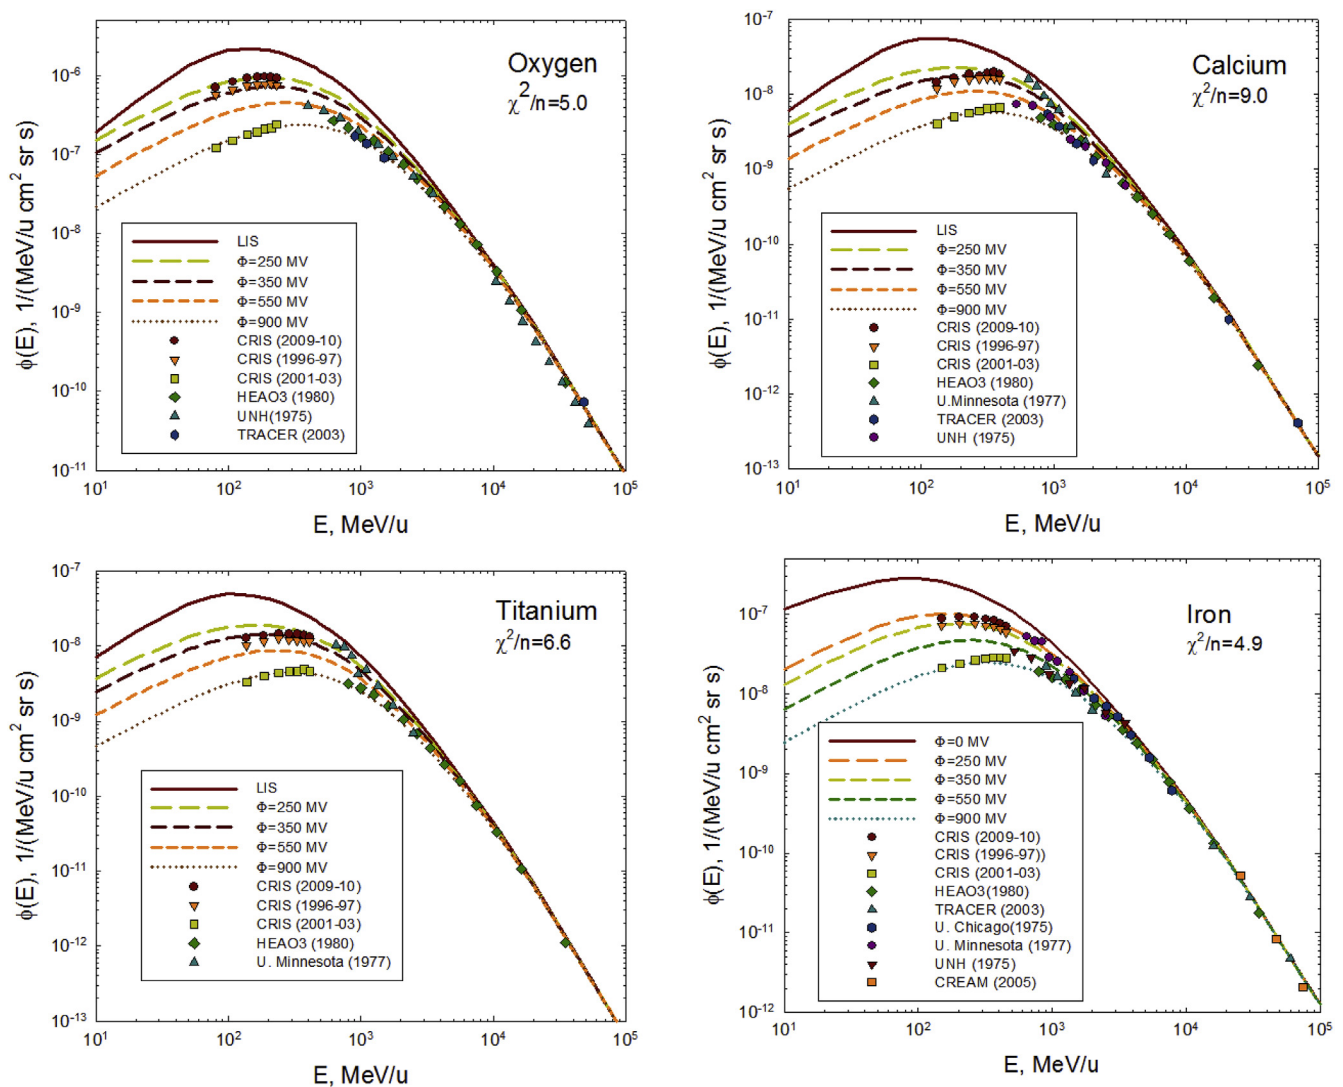 Oxygen
χ²/n=5.0
ϕ(E), 1/(MeV/u cm² sr s)
10⁻⁶
10⁻⁷
10⁻⁸
10⁻⁹
10⁻¹⁰
10⁻¹¹
LIS
Φ=250 MV
Φ=350 MV
Φ=550 MV
Φ=900 MV
CRIS (2009-10)
CRIS (1996-97)
CRIS (2001-03)
HEAO3 (1980)
UNH(1975)
TRACER (2003)
10¹ 10² 10³ 10⁴ 10⁵
E, MeV/u
Calcium
χ²/n=9.0
ϕ(E), 1/(MeV/u cm² sr s)
10⁻⁷
10⁻⁸
10⁻⁹
10⁻¹⁰
10⁻¹¹
10⁻¹²
10⁻¹³
LIS
Φ=250 MV
Φ=350 MV
Φ=550 MV
Φ=900 MV
CRIS (2009-10)
CRIS (1996-97)
CRIS (2001-03)
HEAO3 (1980)
U.Minnesota (1977)
TRACER (2003)
UNH (1975)
10¹ 10² 10³ 10⁴ 10⁵
E, MeV/u
Titanium
χ²/n=6.6
ϕ(E), 1/(MeV/u cm² sr s)
10⁻⁷
10⁻⁸
10⁻⁹
10⁻¹⁰
10⁻¹¹
10⁻¹²
10⁻¹³
LIS
Φ=250 MV
Φ=350 MV
Φ=550 MV
Φ=900 MV
CRIS (2009-10)
CRIS (1996-97)
CRIS (2001-03)
HEAO3 (1980)
U. Minnesota (1977)
10¹ 10² 10³ 10⁴ 10⁵
E, MeV/u
Iron
χ²/n=4.9
ϕ(E), 1/(MeV/u cm² sr s)
10⁻⁷
10⁻⁸
10⁻⁹
10⁻¹⁰
10⁻¹¹
10⁻¹²
Φ=0 MV
Φ=250 MV
Φ=350 MV
Φ=550 MV
Φ=900 MV
CRIS (2009-10)
CRIS (1996-97))
CRIS (2001-03)
HEAO3(1980)
TRACER (2003)
U. Chicago(1975)
U. Minnesota (1977)
UNH (1975)
CREAM (2005)
10¹ 10² 10³ 10⁴ 10⁵
E, MeV/u